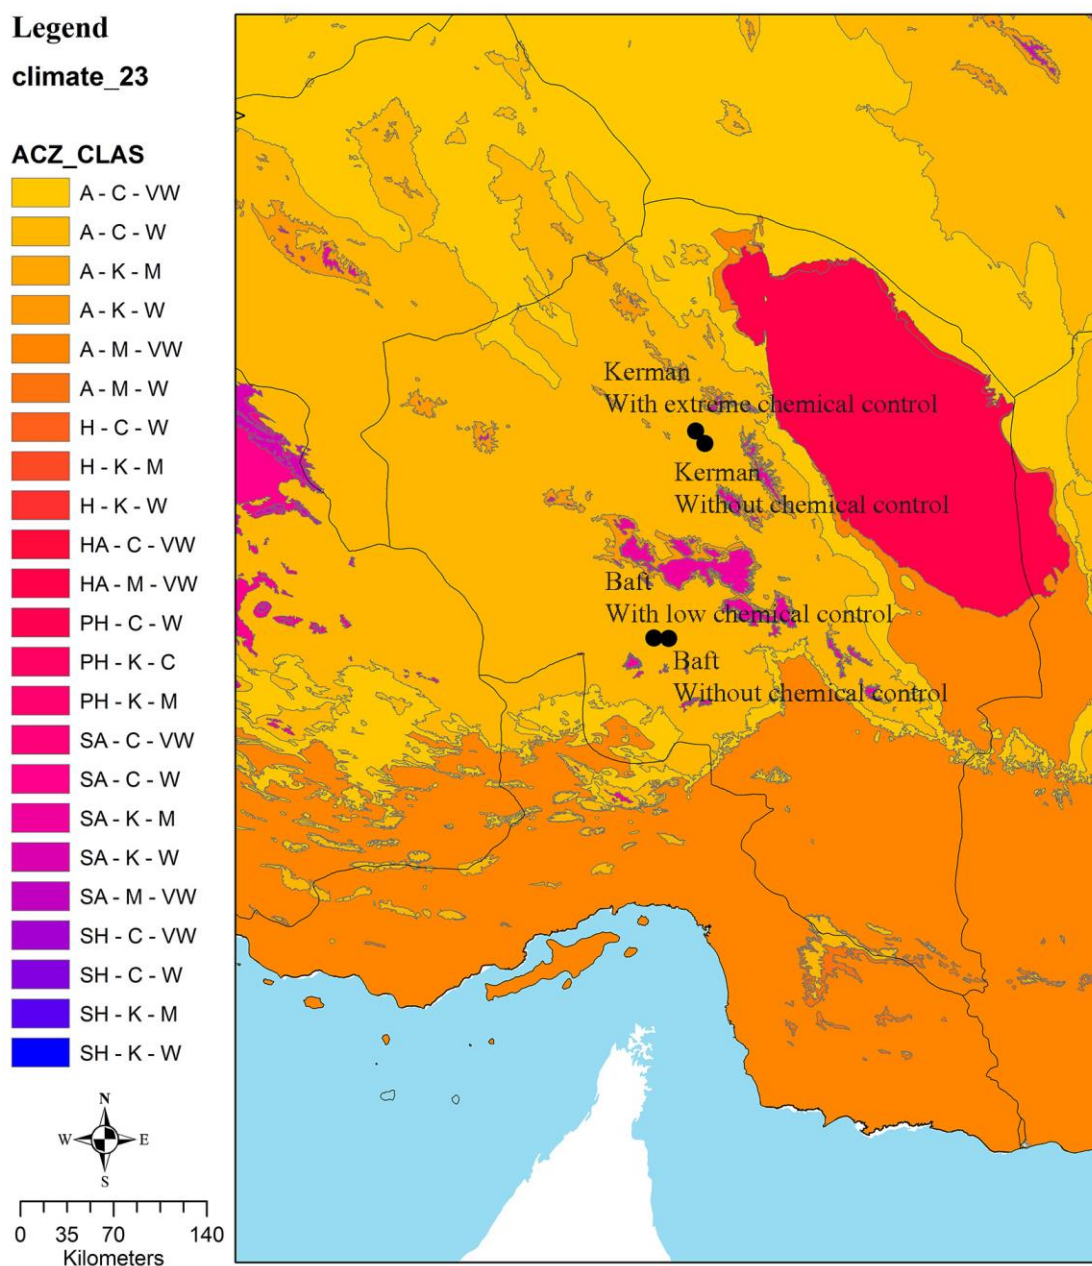 Legend
climate_23
ACZ_CLAS
A - C - VW
A - C - W
A - K - M
A - K - W
A - M - VW
A - M - W
H - C - W
H - K - M
H - K - W
HA - C - VW
HA - M - VW
PH - C - W
PH - K - C
PH - K - M
SA - C - VW
SA - C - W
SA - K - M
SA - K - W
SA - M - VW
SH - C - VW
SH - C - W
SH - K - M
SH - K - W
N
W E
S
0 35 70 140
Kilometers
Kerman
With extreme chemical control
Kerman
Without chemical control
Baft
With low chemical control
Baft
Without chemical control